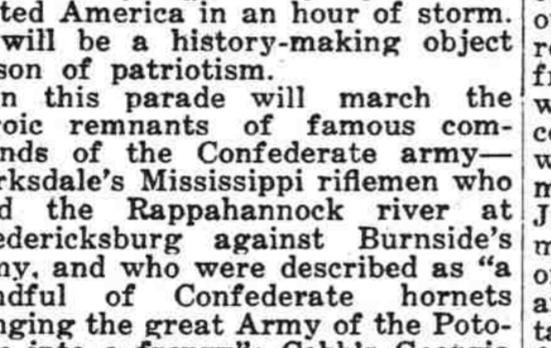 ted America in an hour of storm.
will be a history-making object
son of patriotism.
n this parade will march the
roic remnants of famous com-
nds of the Confederate army—
rksdale's Mississippi riflemen who
d the Rappahannock river at
edericksburg against Burnside's
ny, and who were described as "a
ndful of Confederate hornets
nging the great Army of the Poto-